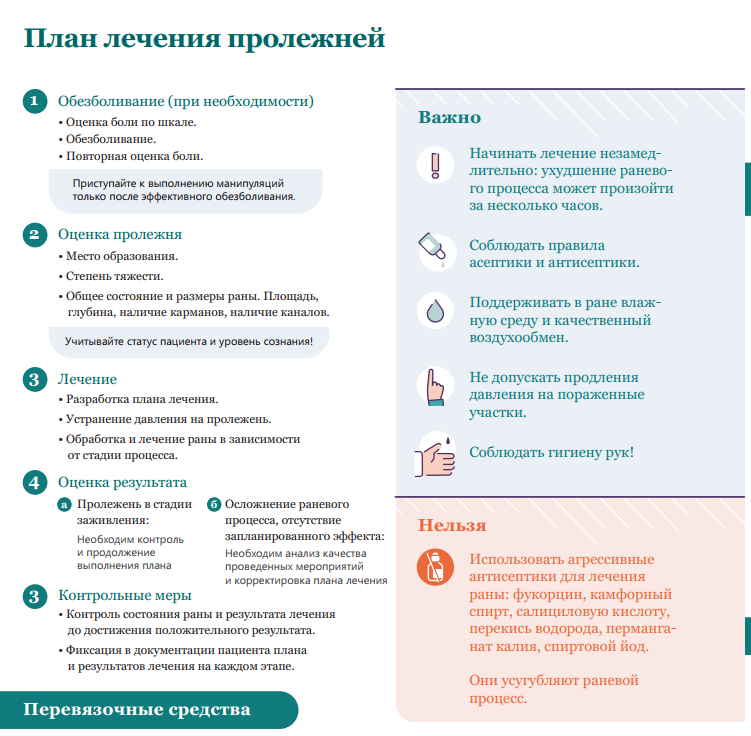 План лечения пролежней
1
Обезболивание (при необходимости)
• Оценка боли по шкале.
• Обезболивание.
• Повторная оценка боли.
Приступайте к выполнению манипуляций
только после эффективного обезболивания.
2
Оценка пролежня
• Место образования.
• Степень тяжести.
• Общее состояние и размеры раны. Площадь,
глубина, наличие карманов, наличие каналов.
Учитывайте статус пациента и уровень сознания!
3
Лечение
• Разработка плана лечения.
• Устранение давления на пролежень.
• Обработка и лечение раны в зависимости
от стадии процесса.
4
Оценка результата
а
Пролежень в стадии
заживления:
Необходим контроль
и продолжение
выполнения плана
б
Осложнение раневого
процесса, отсутствие
запланированного эффекта:
Необходим анализ качества
проведенных мероприятий
и корректировка плана лечения
3
Контрольные меры
• Контроль состояния раны и результата лечения
до достижения положительного результата.
• Фиксация в документации пациента плана
и результатов лечения на каждом этапе.
Перевязочные средства
Важно
Начинать лечение незамед-
лительно: ухудшение ранево-
го процесса может произойти
за несколько часов.
Соблюдать правила
асептики и антисептики.
Поддерживать в ране влаж-
ную среду и качественный
воздухообмен.
Не допускать продления
давления на пораженные
участки.
Соблюдать гигиену рук!
Нельзя
Использовать агрессивные
антисептики для лечения
раны: фукорцин, камфорный
спирт, салициловую кислоту,
перекись водорода, пермանга-
нат калия, спиртовой йод.
Они усугубляют раневой
процесс.